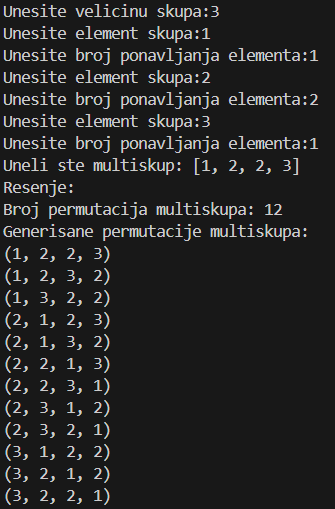 Unesite velicinu skupa:3
Unesite element skupa:1
Unesite broj ponavljanja elementa:1
Unesite element skupa:2
Unesite broj ponavljanja elementa:2
Unesite element skupa:3
Unesite broj ponavljanja elementa:1
Uneli ste multiskup: [1, 2, 2, 3]
Resenje:
Broj permutacija multiskupa: 12
Generisane permutacije multiskupa:
(1, 2, 2, 3)
(1, 2, 3, 2)
(1, 3, 2, 2)
(2, 1, 2, 3)
(2, 1, 3, 2)
(2, 2, 1, 3)
(2, 2, 3, 1)
(2, 3, 1, 2)
(2, 3, 2, 1)
(3, 1, 2, 2)
(3, 2, 1, 2)
(3, 2, 2, 1)